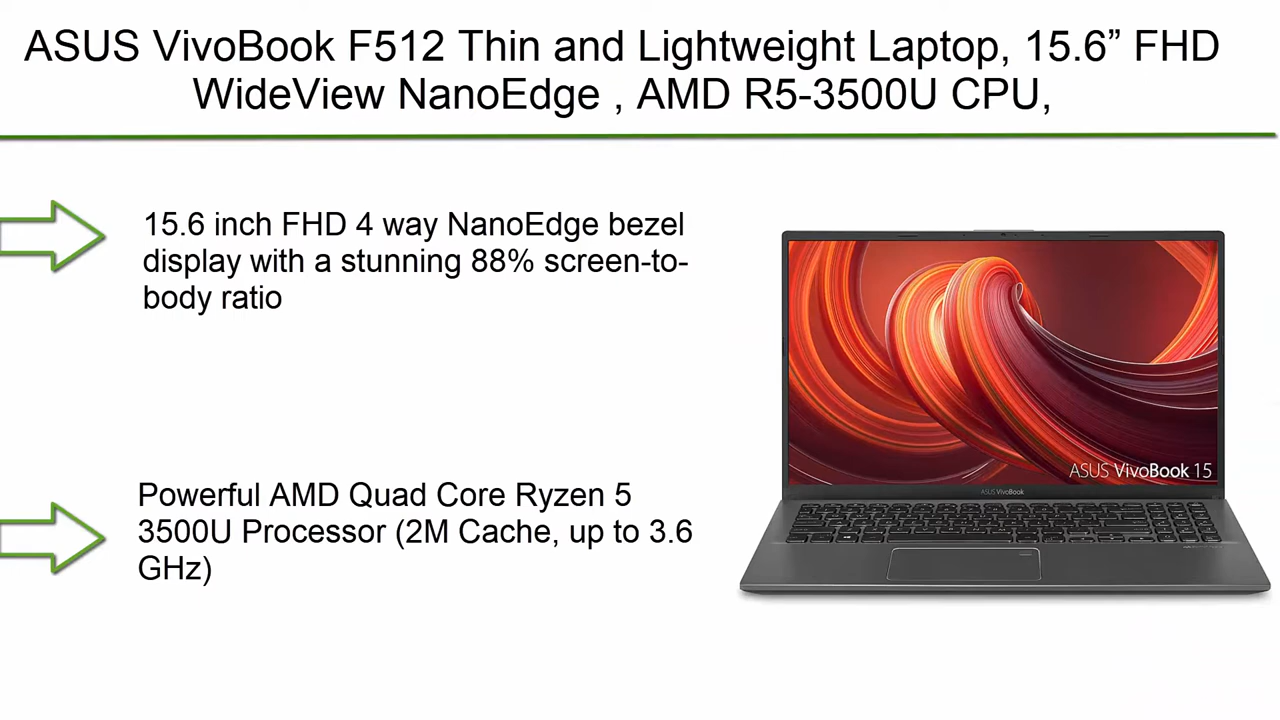 ASUS VivoBook F512 Thin and Lightweight Laptop, 15.6” FHD
WideView NanoEdge , AMD R5-3500U CPU,
15.6 inch FHD 4 way NanoEdge bezel
display with a stunning 88% screen-to-
body ratio
Powerful AMD Quad Core Ryzen 5
3500U Processor (2M Cache, up to 3.6
GHz)
ASUS VivoBook 15
ASUS VivoBook